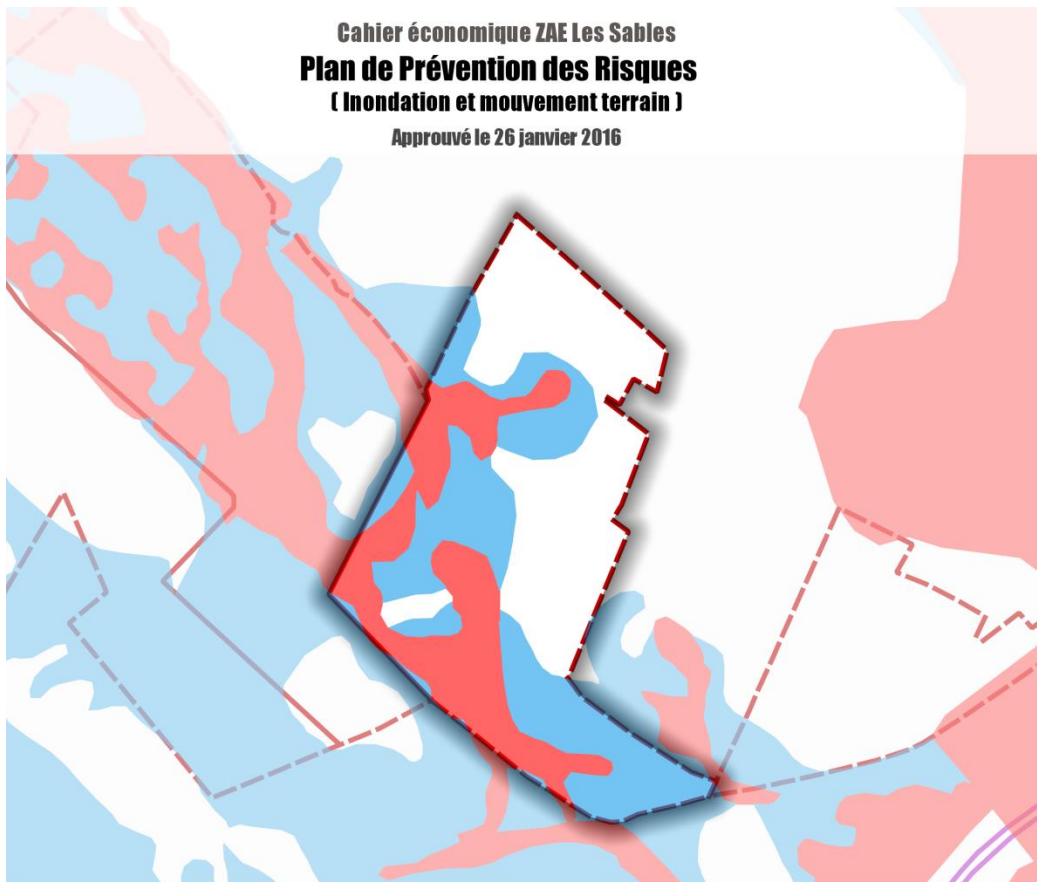 Cahier économique ZAE Les Sables
Plan de Prévention des Risques
( Inondation et mouvement terrain )
Approuvé le 26 janvier 2016